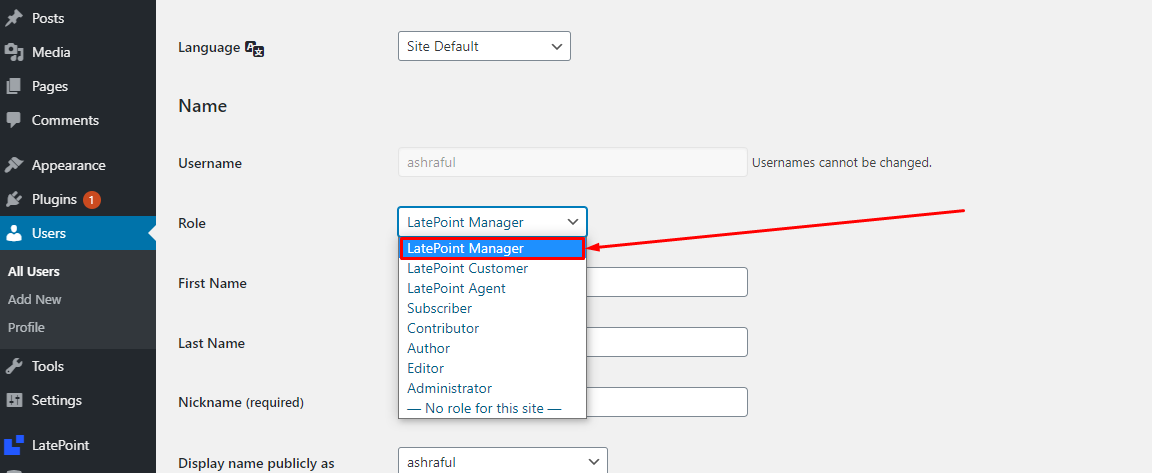 Posts
Media
Pages
Comments
Appearance
Plugins 1
Users
All Users
Add New
Profile
Tools
Settings
LatePoint
Language Site Default
Name
Username ashraful Usernames cannot be changed.
Role LatePoint Manager
LatePoint Manager
LatePoint Customer
LatePoint Agent
Subscriber
Contributor
Author
Editor
Administrator
— No role for this site —
First Name
Last Name
Nickname (required)
Display name publicly as ashraful